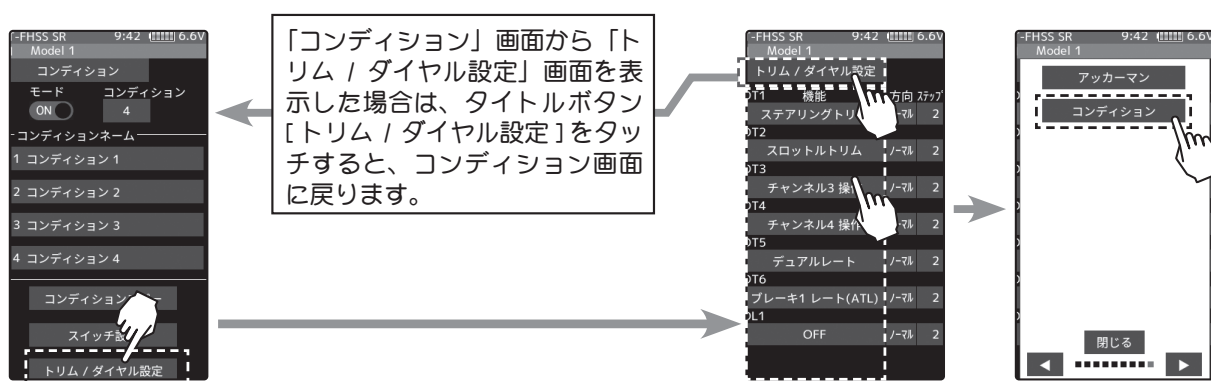 -FHSS SR 9:42 6.6V
Model 1
コンディション
モード コンディション
ON 4
コンディションネーム
1 コンディション 1
2 コンディション 2
3 コンディション 3
4 コンディション 4
コンディション
スイッチ設
トリム / ダイヤル設定
「コンディション」画面から「ト
リム / ダイヤル設定」画面を表
示した場合は、タイトルボタン
[トリム / ダイヤル設定]をタッ
チすると、コンディション画面
に戻ります。
-FHSS SR 9:42 6.6V
Model 1
トリム / ダイヤル設定
DT1 機能 方向 ステップ
ステアリングトリ ノーマル 2
DT2
スロットルトリム ノーマル 2
DT3
チャンネル3 操 ノーマル 2
DT4
チャンネル4 操作 ノーマル 2
DT5
デュアルレート ノーマル 2
DT6
ブレーキ1 レート(ATL) ノーマル 2
DL1
OFF ノーマル 2
-FHSS SR 9:42 6.6V
Model 1
アッカーマン
コンディション
閉じる